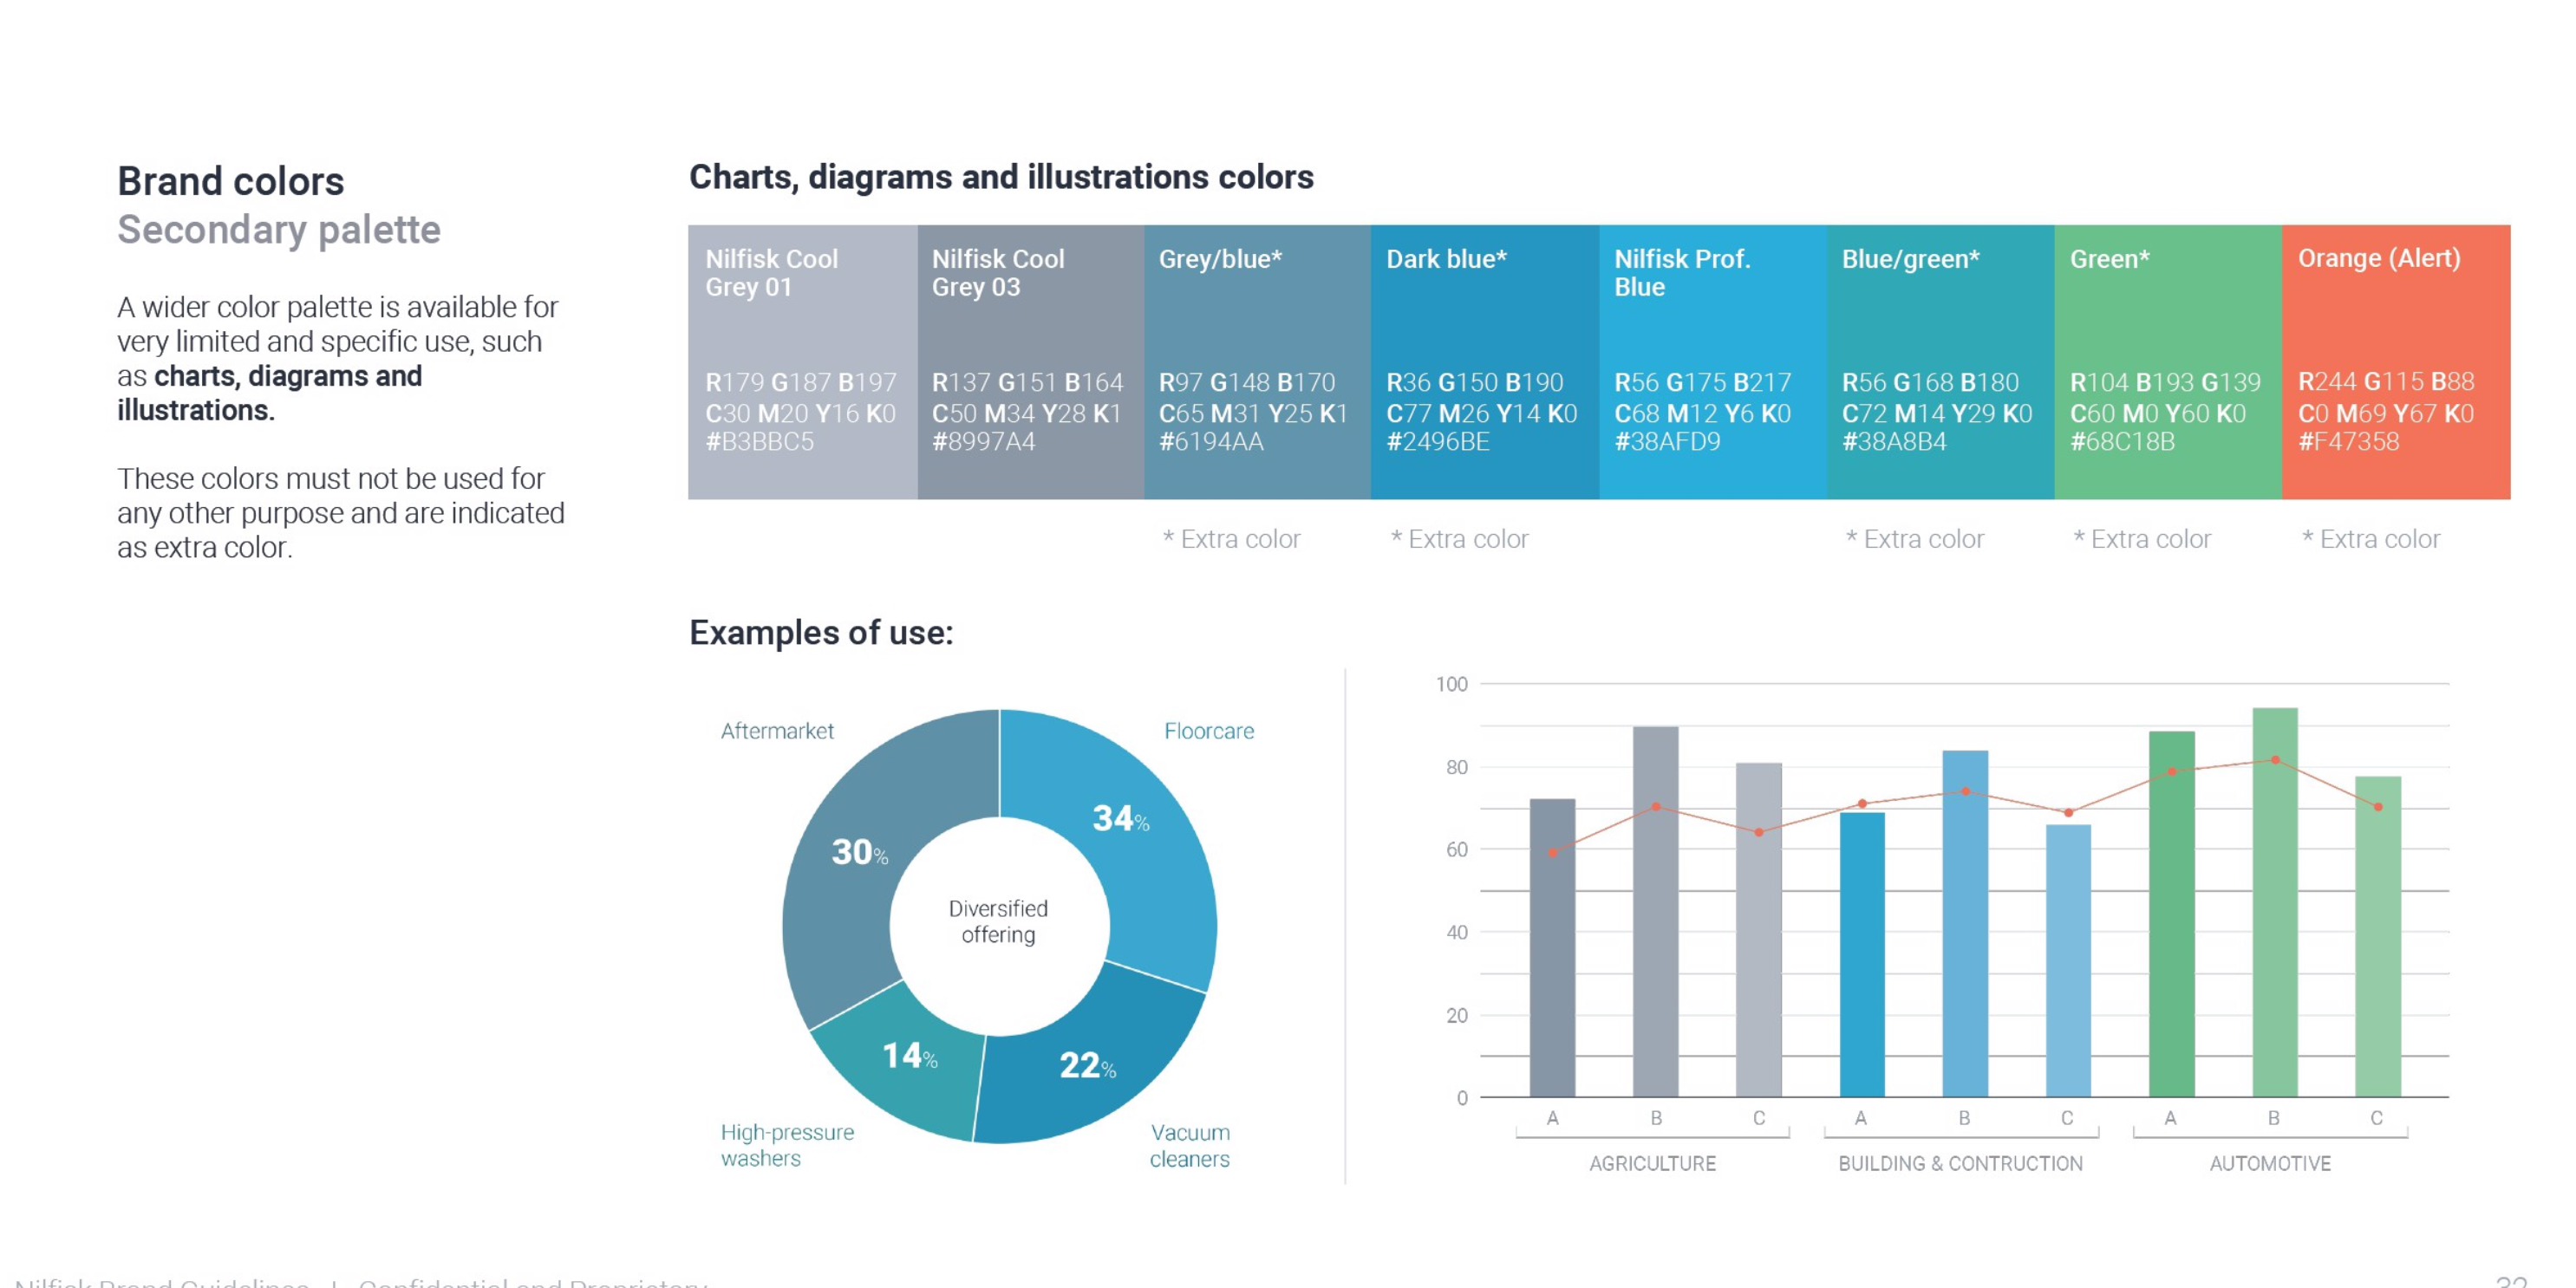 Brand colors
Secondary palette
A wider color palette is available for
very limited and specific use, such
as charts, diagrams and
illustrations.
These colors must not be used for
any other purpose and are indicated
as extra color.
Charts, diagrams and illustrations colors
Nilfisk Cool
Grey 01
R179 G187 B197
C30 M20 Y16 K0
#B3BBC5
Nilfisk Cool
Grey 03
R137 G151 B164
C50 M34 Y28 K1
#8997A4
Grey/blue*
R97 G148 B170
C65 M31 Y25 K1
#6194AA
Dark blue*
R36 G150 B190
C77 M26 Y14 K0
#2496BE
Nilfisk Prof.
Blue
R56 G175 B217
C68 M12 Y6 K0
#38AFD9
Blue/green*
R56 G168 B180
C72 M14 Y29 K0
#38A8B4
Green*
R104 B193 G139
C60 M0 Y60 K0
#68C18B
Orange (Alert)
R244 G115 B88
C0 M69 Y67 K0
#F47358
* Extra color
* Extra color
* Extra color
* Extra color
* Extra color
Examples of use:
Aftermarket
Floorcare
34%
30%
Diversified
offering
14%
22%
High-pressure
washers
Vacuum
cleaners
100
80
60
40
20
0
A B C A B C A B C
AGRICULTURE BUILDING & CONTRUCTION AUTOMOTIVE
Nilfisk Brand Guidelines | Confidential and Proprietary
32